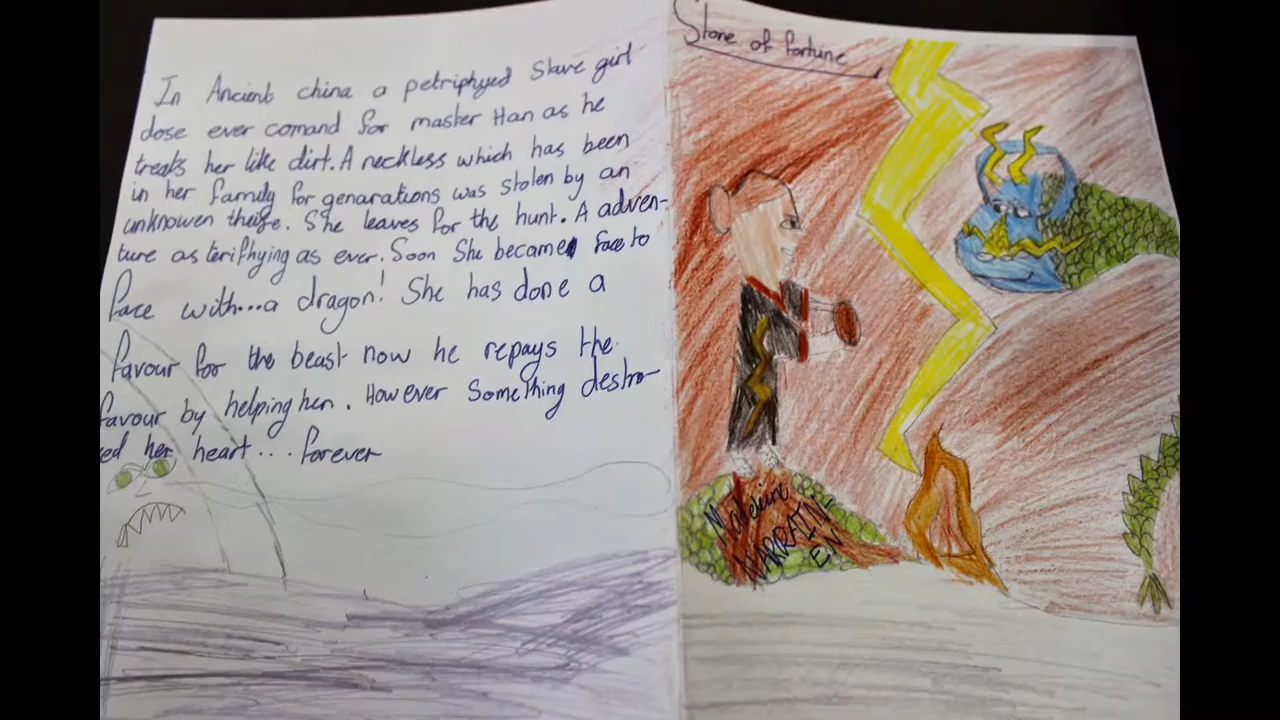 In Ancient china a petriphyed Slave girl
dose ever comand for master Han as he
treats her like dirt. A neckless which has been
in her family for genarations was stolen by an
unknowen theife. She leaves for the hunt. A adven-
ture as terifhying as ever. Soon She became face to
face with...a dragon! She has done a
favour for the beast now he repays the
favour by helping her. However Something destro-
ed her heart... forever
Stone of fortune
NARRAIN-
EN